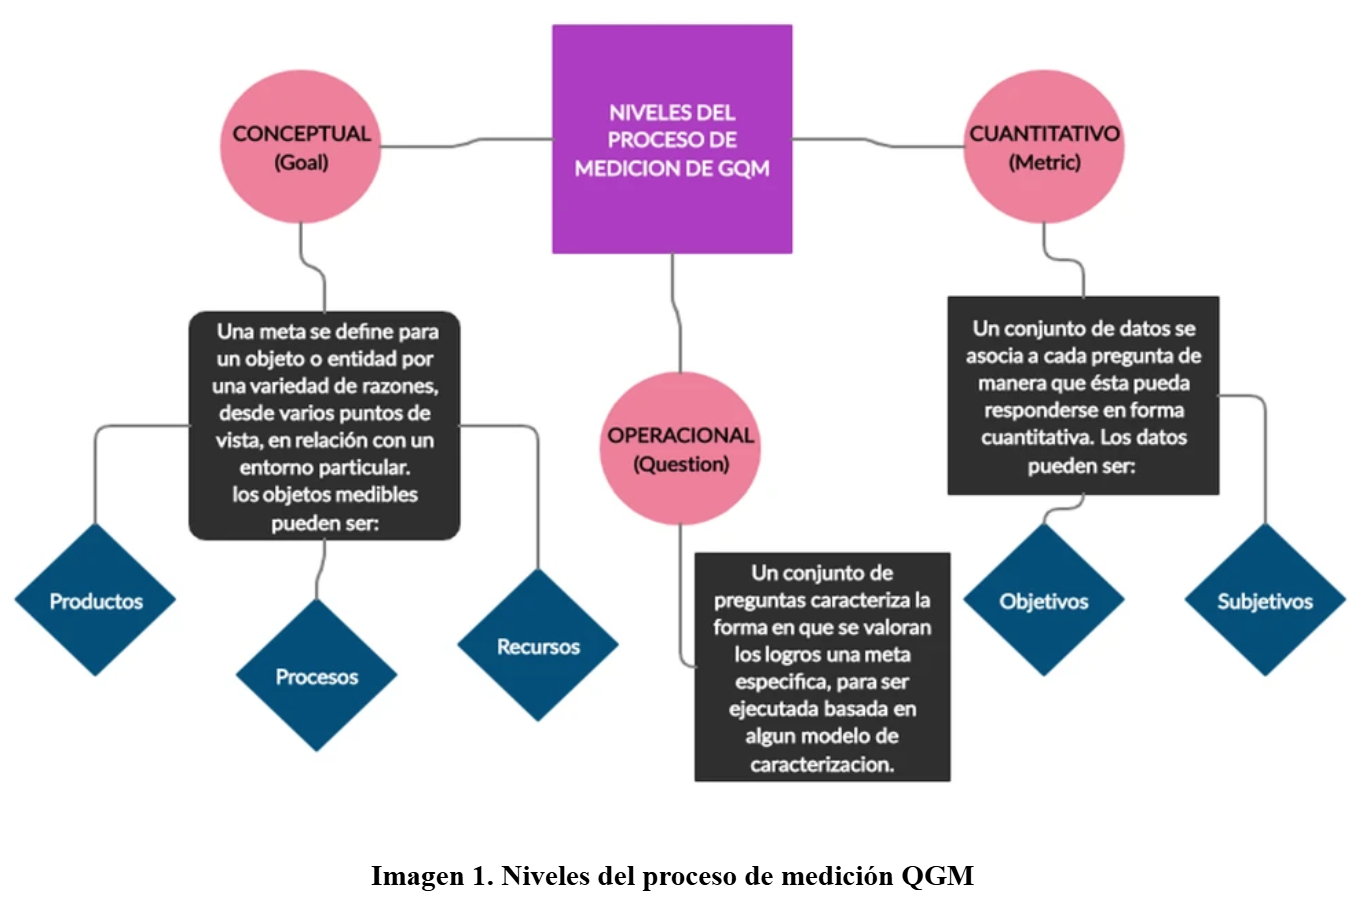 NIVELES DEL
PROCESO DE
MEDICION DE GQM
CONCEPTUAL
(Goal)
CUANTITATIVO
(Metric)
Una meta se define para
un objeto o entidad por
una variedad de razones,
desde varios puntos de
vista, en relación con un
entorno particular.
los objetos medibles
pueden ser:
Productos
Procesos
Recursos
OPERACIONAL
(Question)
Un conjunto de
preguntas caracteriza la
forma en que se valoran
los logros una meta
especifica, para ser
ejecutada basada en
algun modelo de
caracterizacion.
Un conjunto de datos se
asocia a cada pregunta de
manera que ésta pueda
responderse en forma
cuantitativa. Los datos
pueden ser:
Objetivos
Subjetivos
Imagen 1. Niveles del proceso de medición QGM